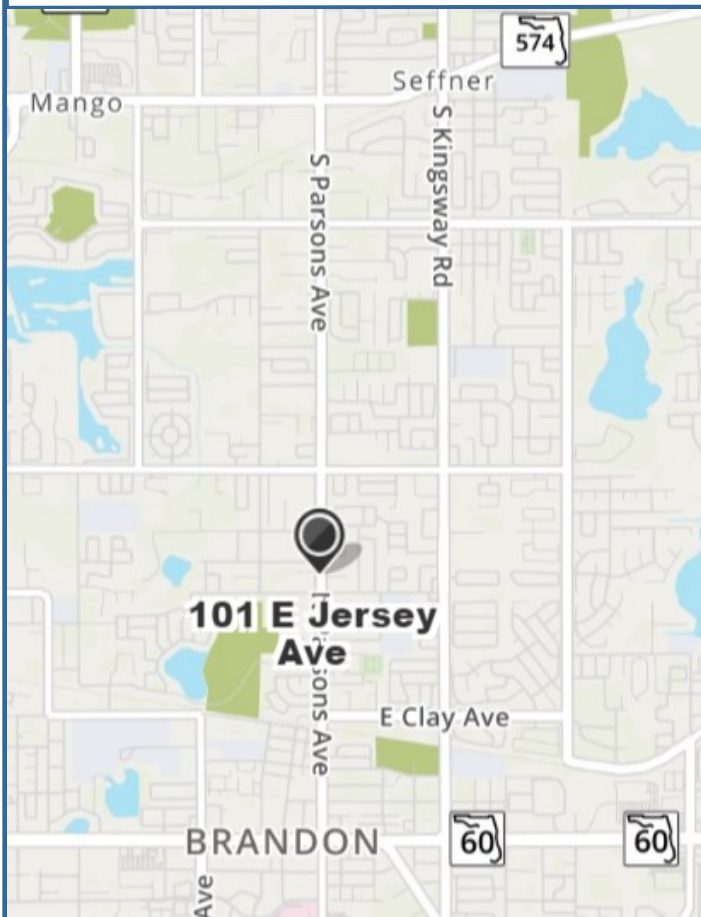 574
Seffner
Mango
S Kingsway Rd
S Parsons Ave
101 E Jersey
Ave
sons Ave
E Clay Ave
BRANDON
60
60
Ave